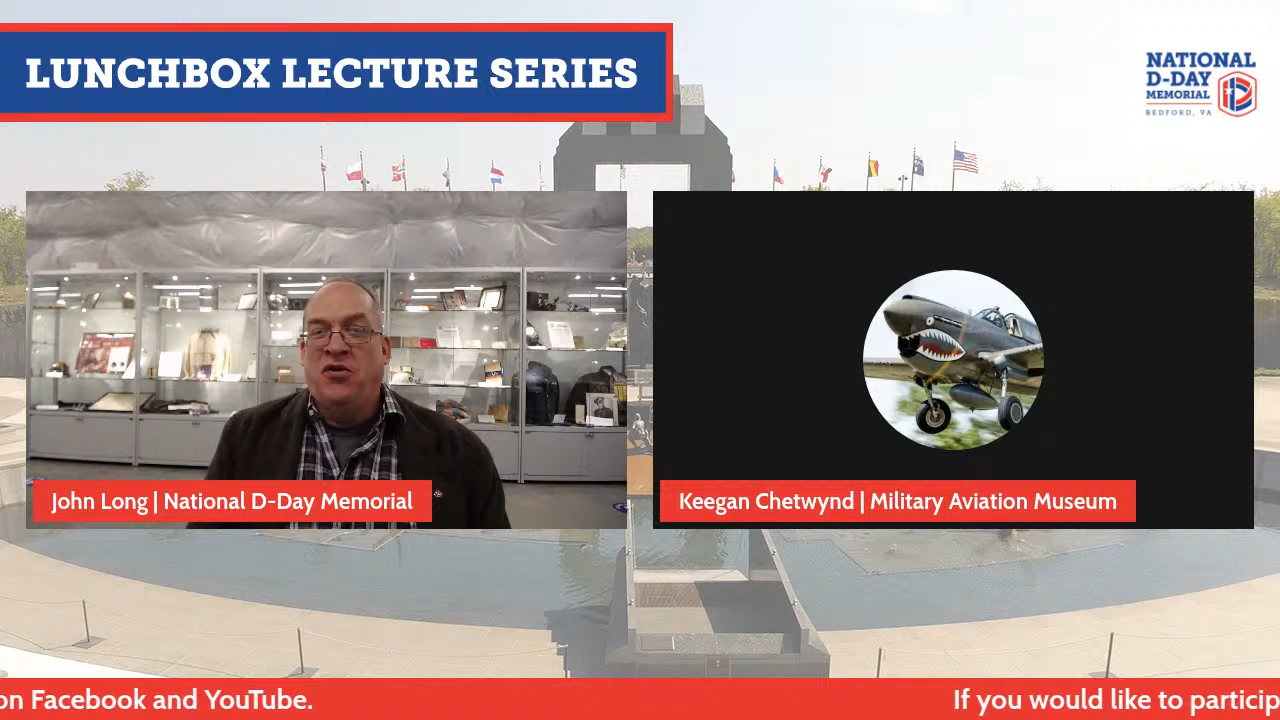 LUNCHBOX LECTURE SERIES
NATIONAL
D-DAY
MEMORIAL
BEDFORD, VA
John Long | National D-Day Memorial
Keegan Chetwynd | Military Aviation Museum
on Facebook and YouTube.
If you would like to particip